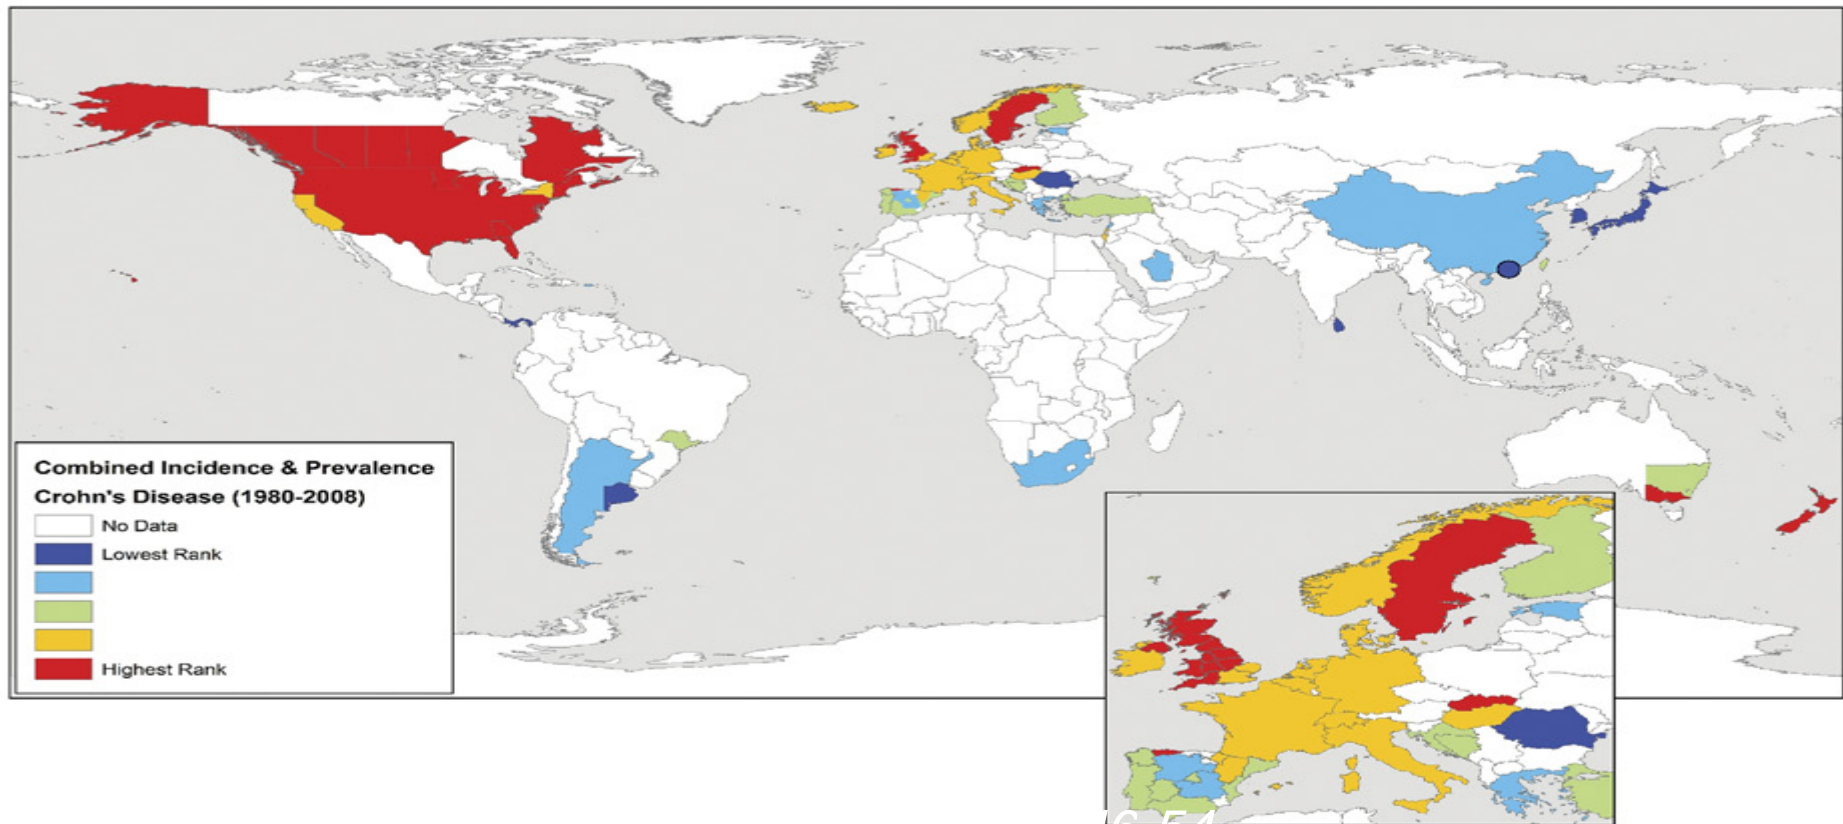 Combined Incidence & Prevalence
Crohn's Disease (1980-2008)
No Data
Lowest Rank
Highest Rank